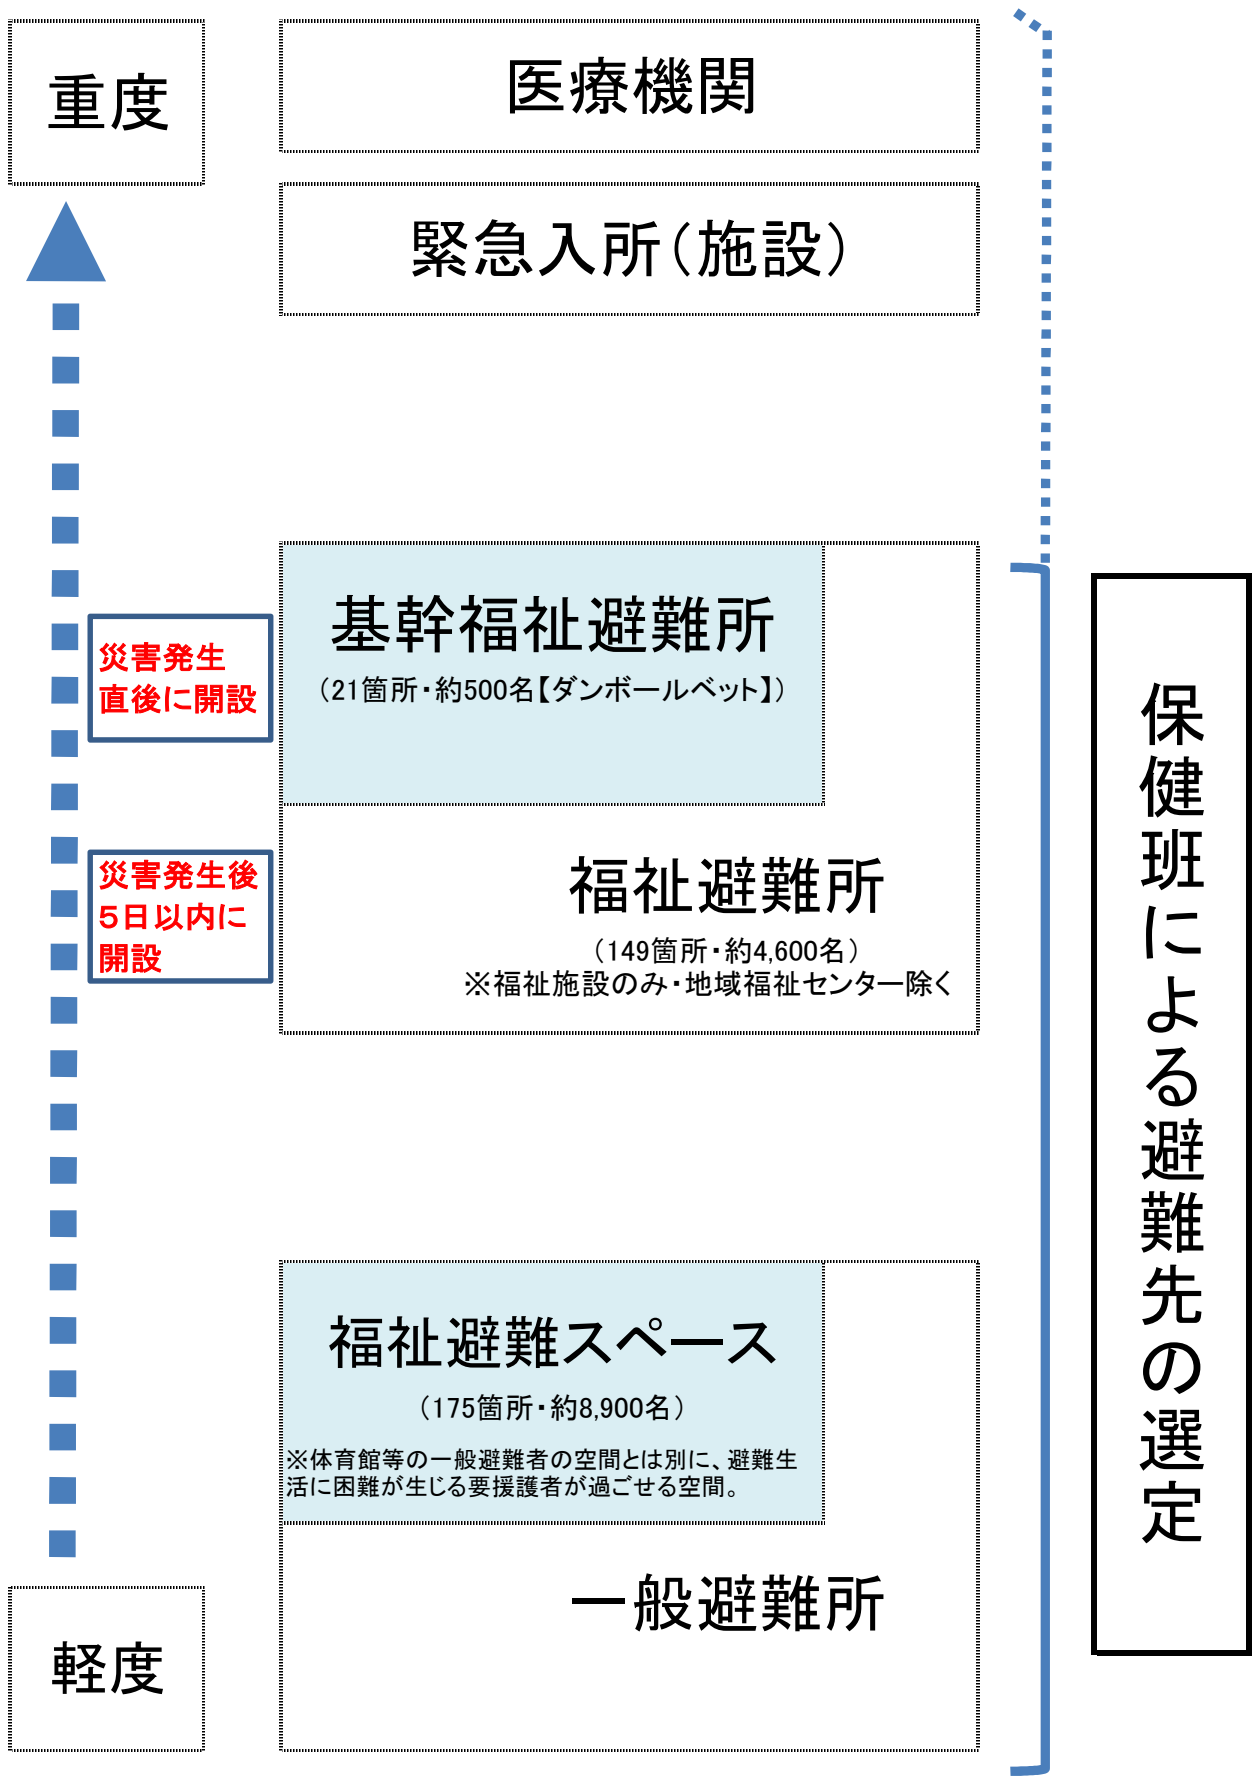 重度
医療機関
緊急入所（施設）
基幹福祉避難所
（21箇所・約500名【ダンボールベット】）
災害発生
直後に開設
災害発生後
５日以内に
開設
福祉避難所
（149箇所・約4,600名）
※福祉施設のみ・地域福祉センター除く
保健班による避難先の選定
福祉避難スペース
（175箇所・約8,900名）
※体育館等の一般避難者の空間とは別に、避難生
活に困難が生じる要援護者が過ごせる空間。
一般避難所
軽度